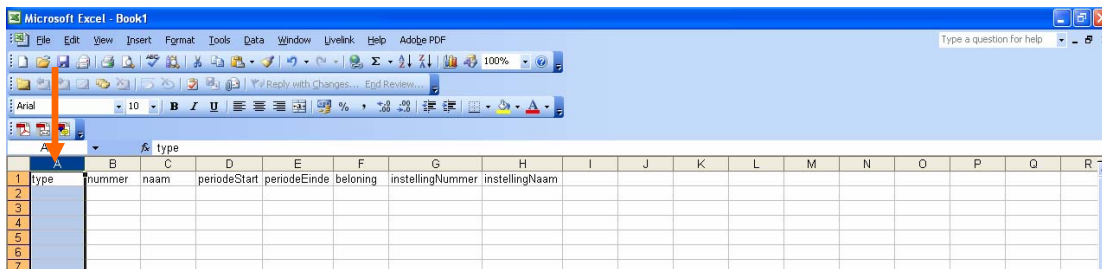 Microsoft Excel - Book1
File Edit View Insert Format Tools Data Window Livelink Help Adobe PDF Type a question for help
Σ 100%
Reply with Changes... End Review...
Arial 10 B I U % , A
A fx type
A B C D E F G H I J K L M N O P Q R
1 type nummer naam periodeStart periodeEinde beloning instellingNummer instellingNaam
2
3
4
5
6
7